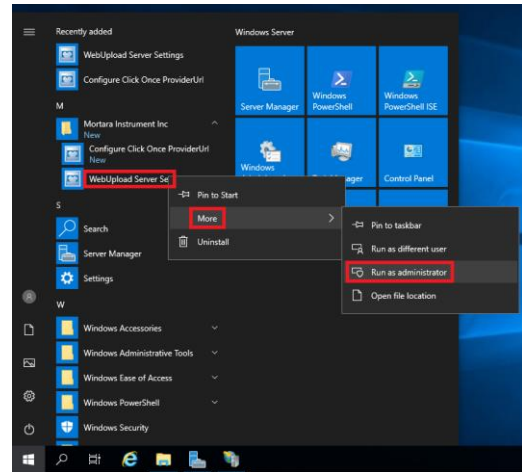 Recently added
WebUpload Server Settings
Configure Click Once ProviderUrl
M
Mortara Instrument Inc
New
Configure Click Once ProviderUrl
New
WebUpload Server Se
S
Search
Server Manager
Settings
W
Windows Accessories
Windows Administrative Tools
Windows Ease of Access
Windows PowerShell
Windows Security
Windows Server
Server Manager
Windows
PowerShell
Windows
PowerShell ISE
Windows
ager
Control Panel
Pin to Start
More
Uninstall
Pin to taskbar
Run as different user
Run as administrator
Open file location